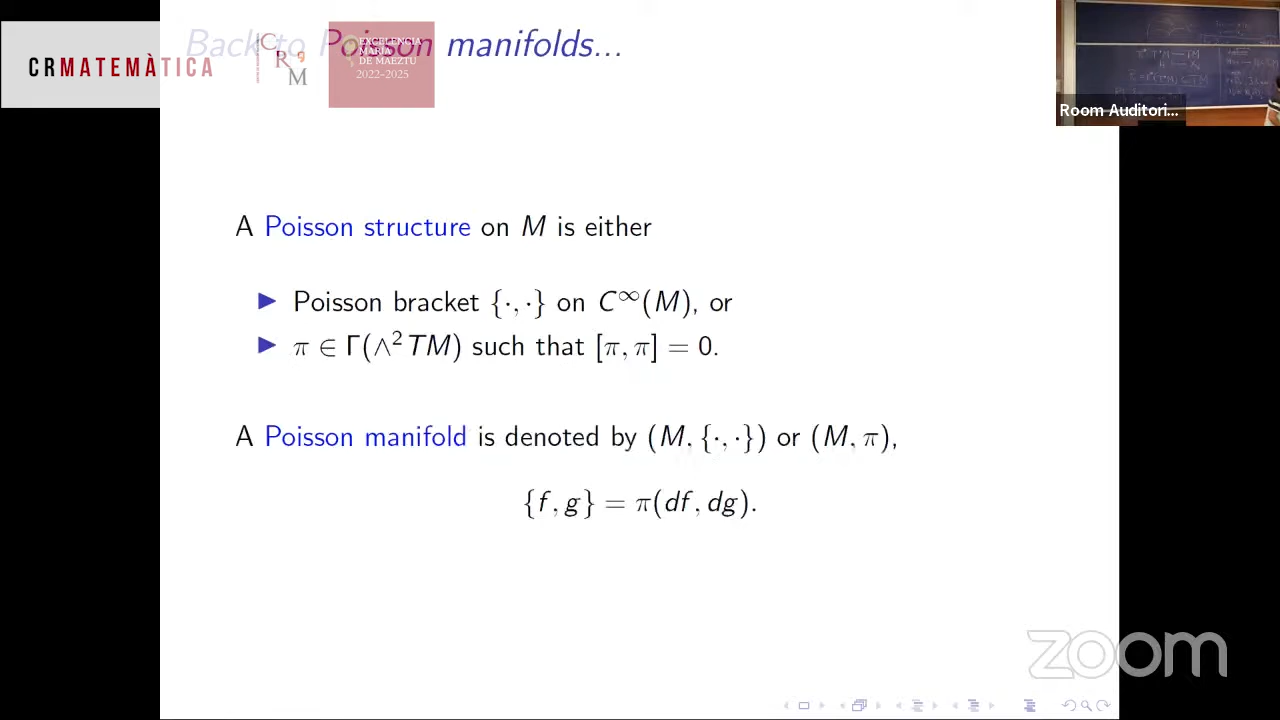 Back to Poisson manifolds...
CRMATEMÀTICA
CRM
EXCELENCIA
MARÍA
DE MAEZTU
2022-2025
Room Auditori...
A Poisson structure on M is either
▶ Poisson bracket {·, ·} on C∞(M), or
▶ π ∈ Γ(∧²TM) such that [π, π] = 0.
A Poisson manifold is denoted by (M, {·, ·}) or (M, π),
{f, g} = π(df, dg).
zoom